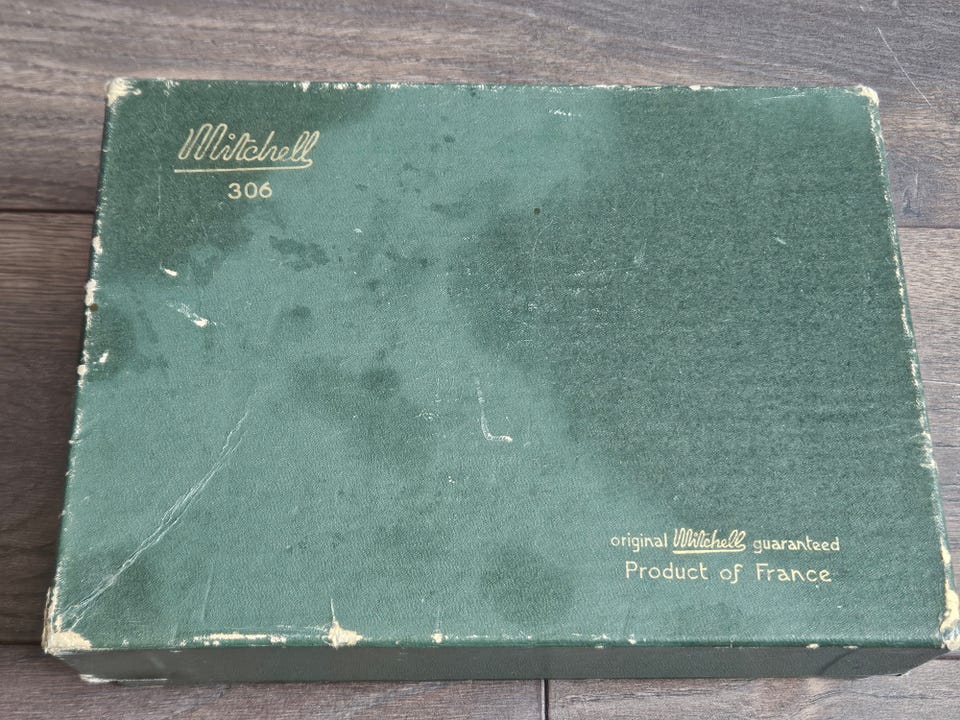 Mitchell
306
original Mitchell guaranteed
Product of France